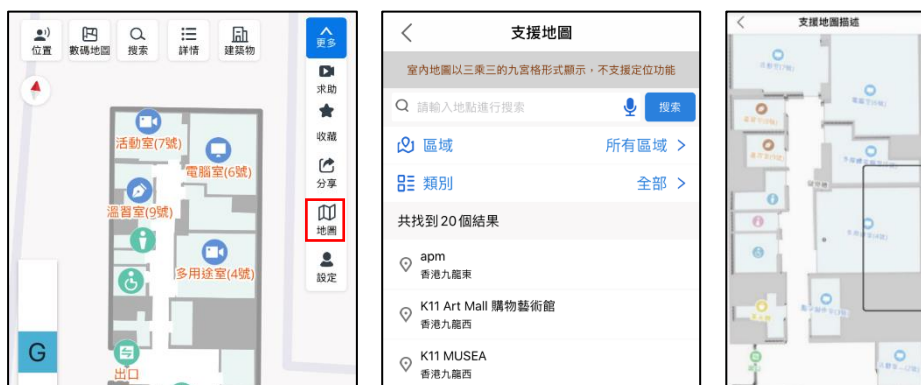 位置
數碼地圖
搜索
詳情
建築物
更多
求助
收藏
分享
地圖
設定
活動室(7號)
電腦室(6號)
溫習室(9號)
多用途室(4號)
G
出口
支援地圖
室內地圖以三乘三的九宮格形式顯示，不支援定位功能
請輸入地點進行搜索
搜索
區域
所有區域
類別
全部
共找到20個結果
apm
香港九龍東
K11 Art Mall 購物藝術館
香港九龍西
K11 MUSEA
香港九龍西
支援地圖描述